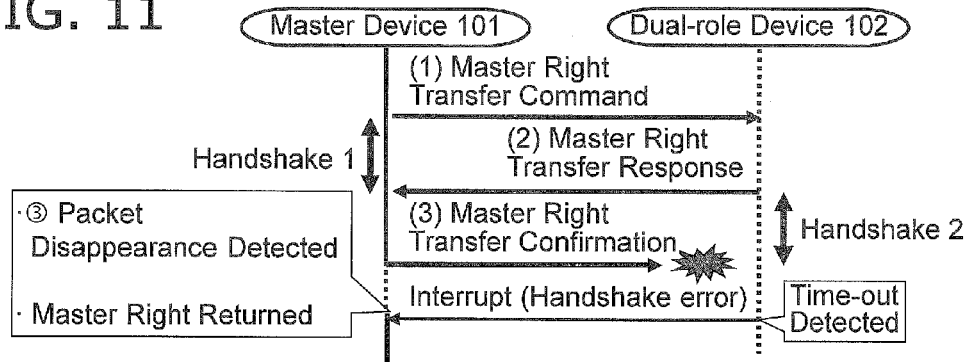 IG. 11
Master Device 101
Dual-role Device 102
(1) Master Right
Transfer Command
(2) Master Right
Transfer Response
Handshake 1
·③ Packet
Disappearance Detected
· Master Right Returned
(3) Master Right
Transfer Confirmation
Handshake 2
Interrupt (Handshake error)
Time-out
Detected